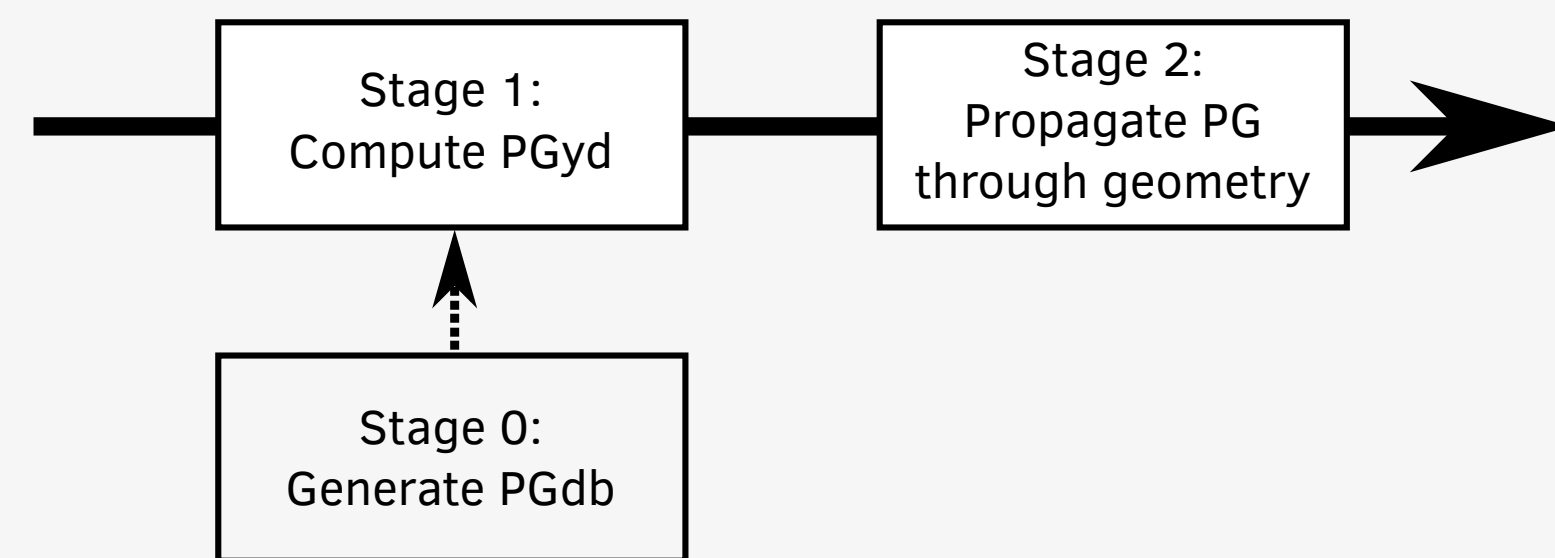 Stage 1:
Compute PGyd
Stage 2:
Propagate PG
through geometry
Stage 0:
Generate PGdb